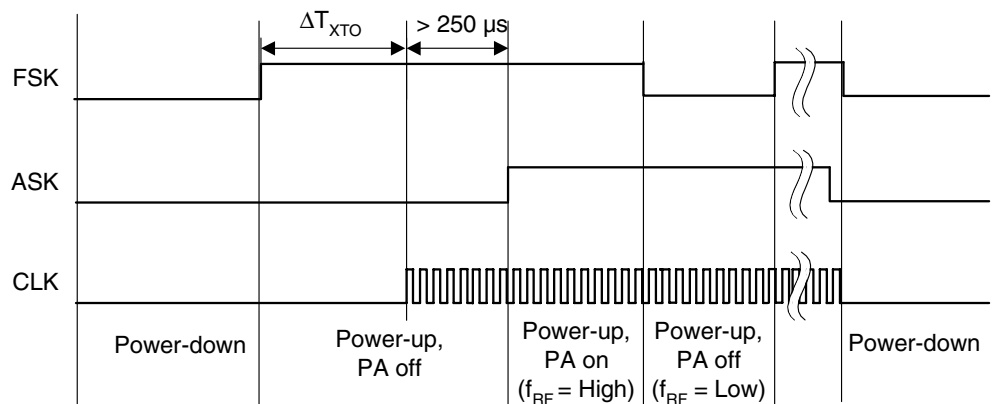 ΔT_XTO
> 250 µs
FSK
ASK
CLK
Power-down
Power-up,
PA off
Power-up,
PA on
(f_RF = High)
Power-up,
PA off
(f_RF = Low)
Power-down